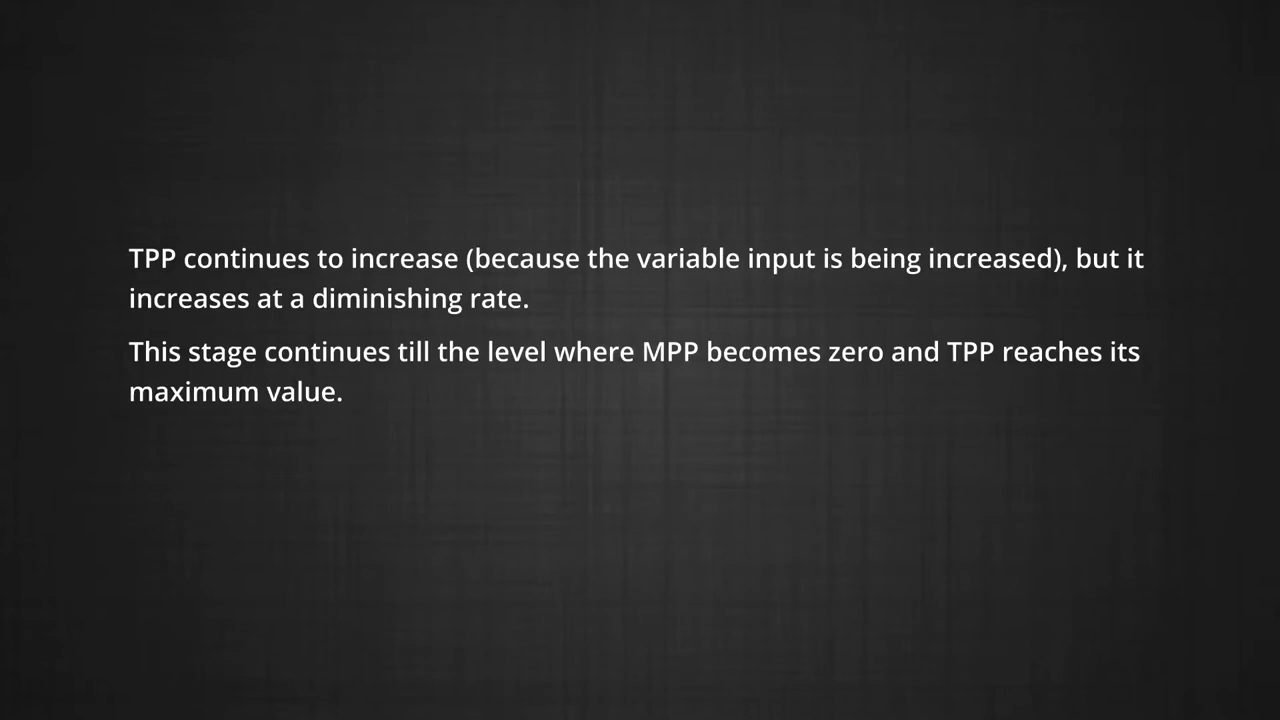 TPP continues to increase (because the variable input is being increased), but it
increases at a diminishing rate.
This stage continues till the level where MPP becomes zero and TPP reaches its
maximum value.